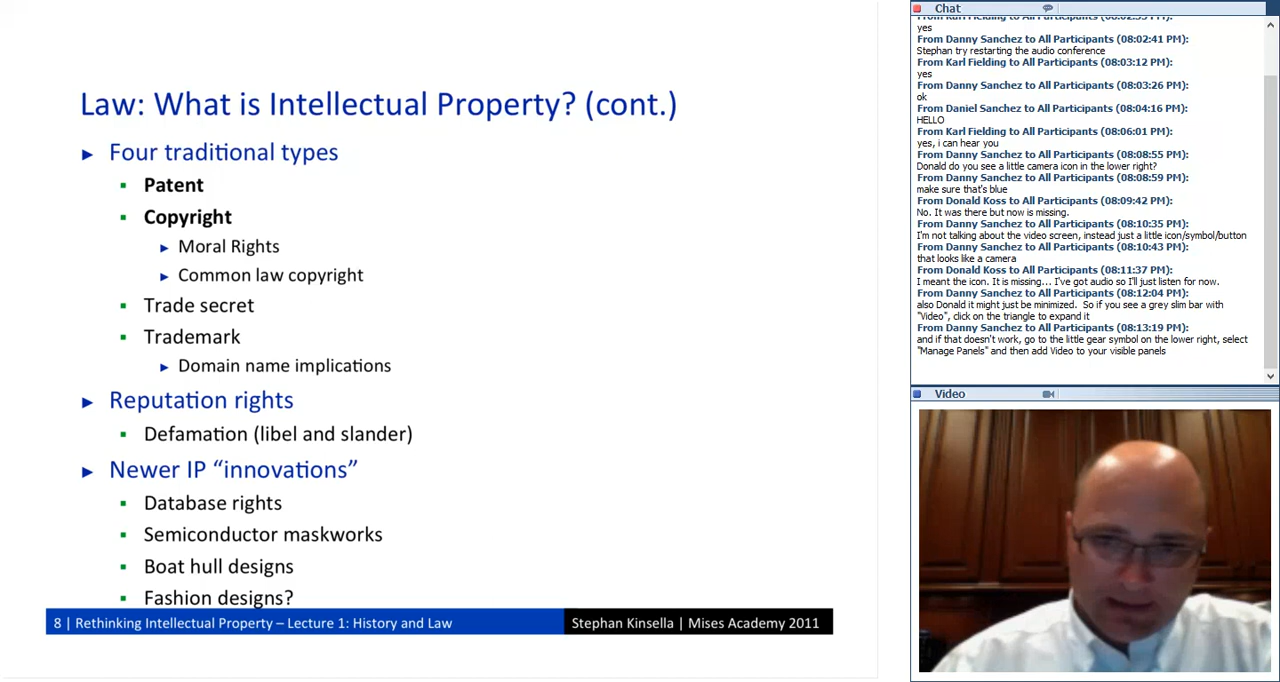 Law: What is Intellectual Property? (cont.)
Four traditional types
Patent
Copyright
Moral Rights
Common law copyright
Trade secret
Trademark
Domain name implications
Reputation rights
Defamation (libel and slander)
Newer IP “innovations”
Database rights
Semiconductor maskworks
Boat hull designs
Fashion designs?
8 | Rethinking Intellectual Property – Lecture 1: History and Law
Stephan Kinsella | Mises Academy 2011
Chat
From Karl Fielding to All Participants
yes
From Danny Sanchez to All Participants (08:02:41 PM):
Stephan try restarting the audio conference
From Karl Fielding to All Participants (08:03:12 PM):
yes
From Danny Sanchez to All Participants (08:03:26 PM):
ok
From Daniel Sanchez to All Participants (08:04:16 PM):
HELLO
From Karl Fielding to All Participants (08:06:01 PM):
yes, i can hear you
From Danny Sanchez to All Participants (08:08:55 PM):
Donald do you see a little camera icon in the lower right?
From Danny Sanchez to All Participants (08:08:59 PM):
make sure that's blue
From Donald Koss to All Participants (08:09:42 PM):
No. It was there but now is missing.
From Danny Sanchez to All Participants (08:10:35 PM):
I'm not talking about the video screen, instead just a little icon/symbol/button
From Danny Sanchez to All Participants (08:10:43 PM):
that looks like a camera
From Donald Koss to All Participants (08:11:37 PM):
I meant the icon. It is missing... I've got audio so I'll just listen for now.
From Danny Sanchez to All Participants (08:12:04 PM):
also Donald it might just be minimized. So if you see a grey slim bar with
"Video", click on the triangle to expand it
From Danny Sanchez to All Participants (08:13:19 PM):
and if that doesn't work, go to the little gear symbol on the lower right, select
"Manage Panels" and then add Video to your visible panels
Video